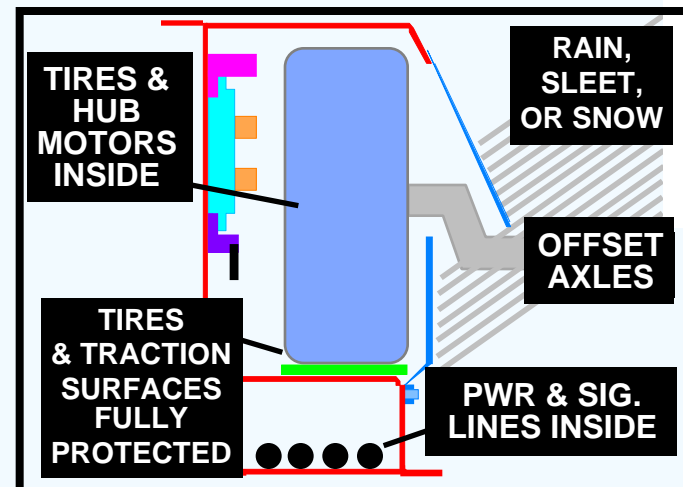 TIRES &
HUB
MOTORS
INSIDE
RAIN,
SLEET,
OR SNOW
OFFSET
AXLES
TIRES
& TRACTION
SURFACES
FULLY
PROTECTED
PWR & SIG.
LINES INSIDE